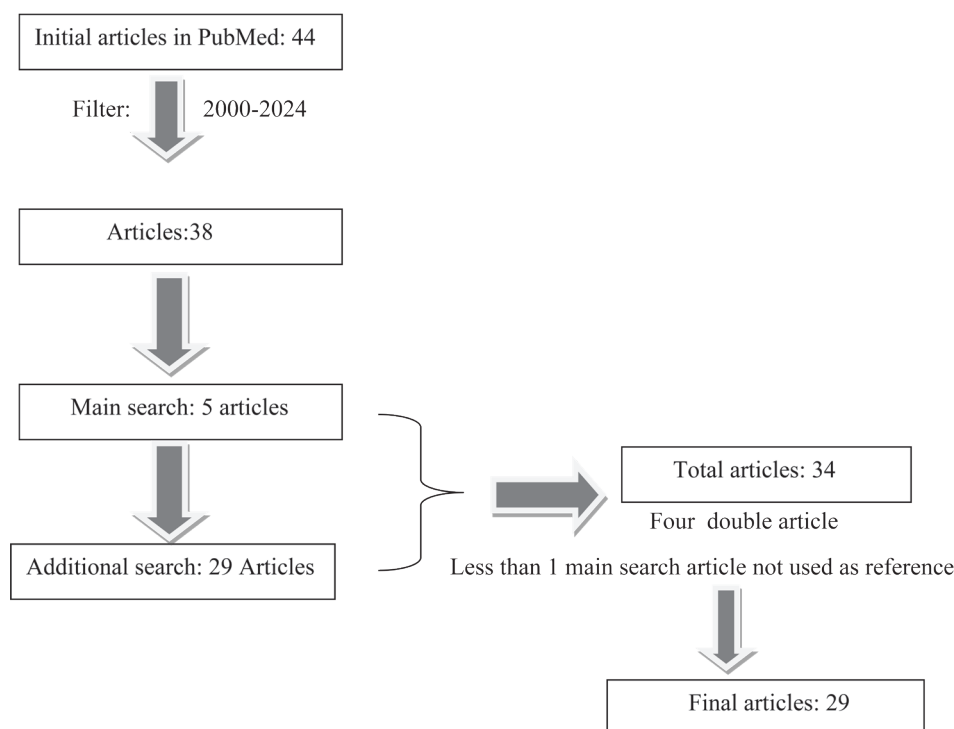 Initial articles in PubMed: 44
Filter: 2000-2024
Articles:38
Main search: 5 articles
Additional search: 29 Articles
Total articles: 34
Four double article
Less than 1 main search article not used as reference
Final articles: 29